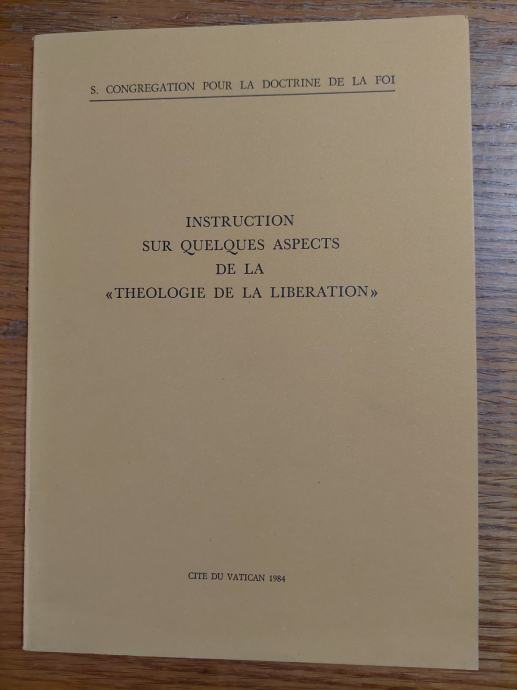 S. CONGREGATION POUR LA DOCTRINE DE LA FOI
INSTRUCTION
SUR QUELQUES ASPECTS
DE LA
«THEOLOGIE DE LA LIBERATION»
CITE DU VATICAN 1984